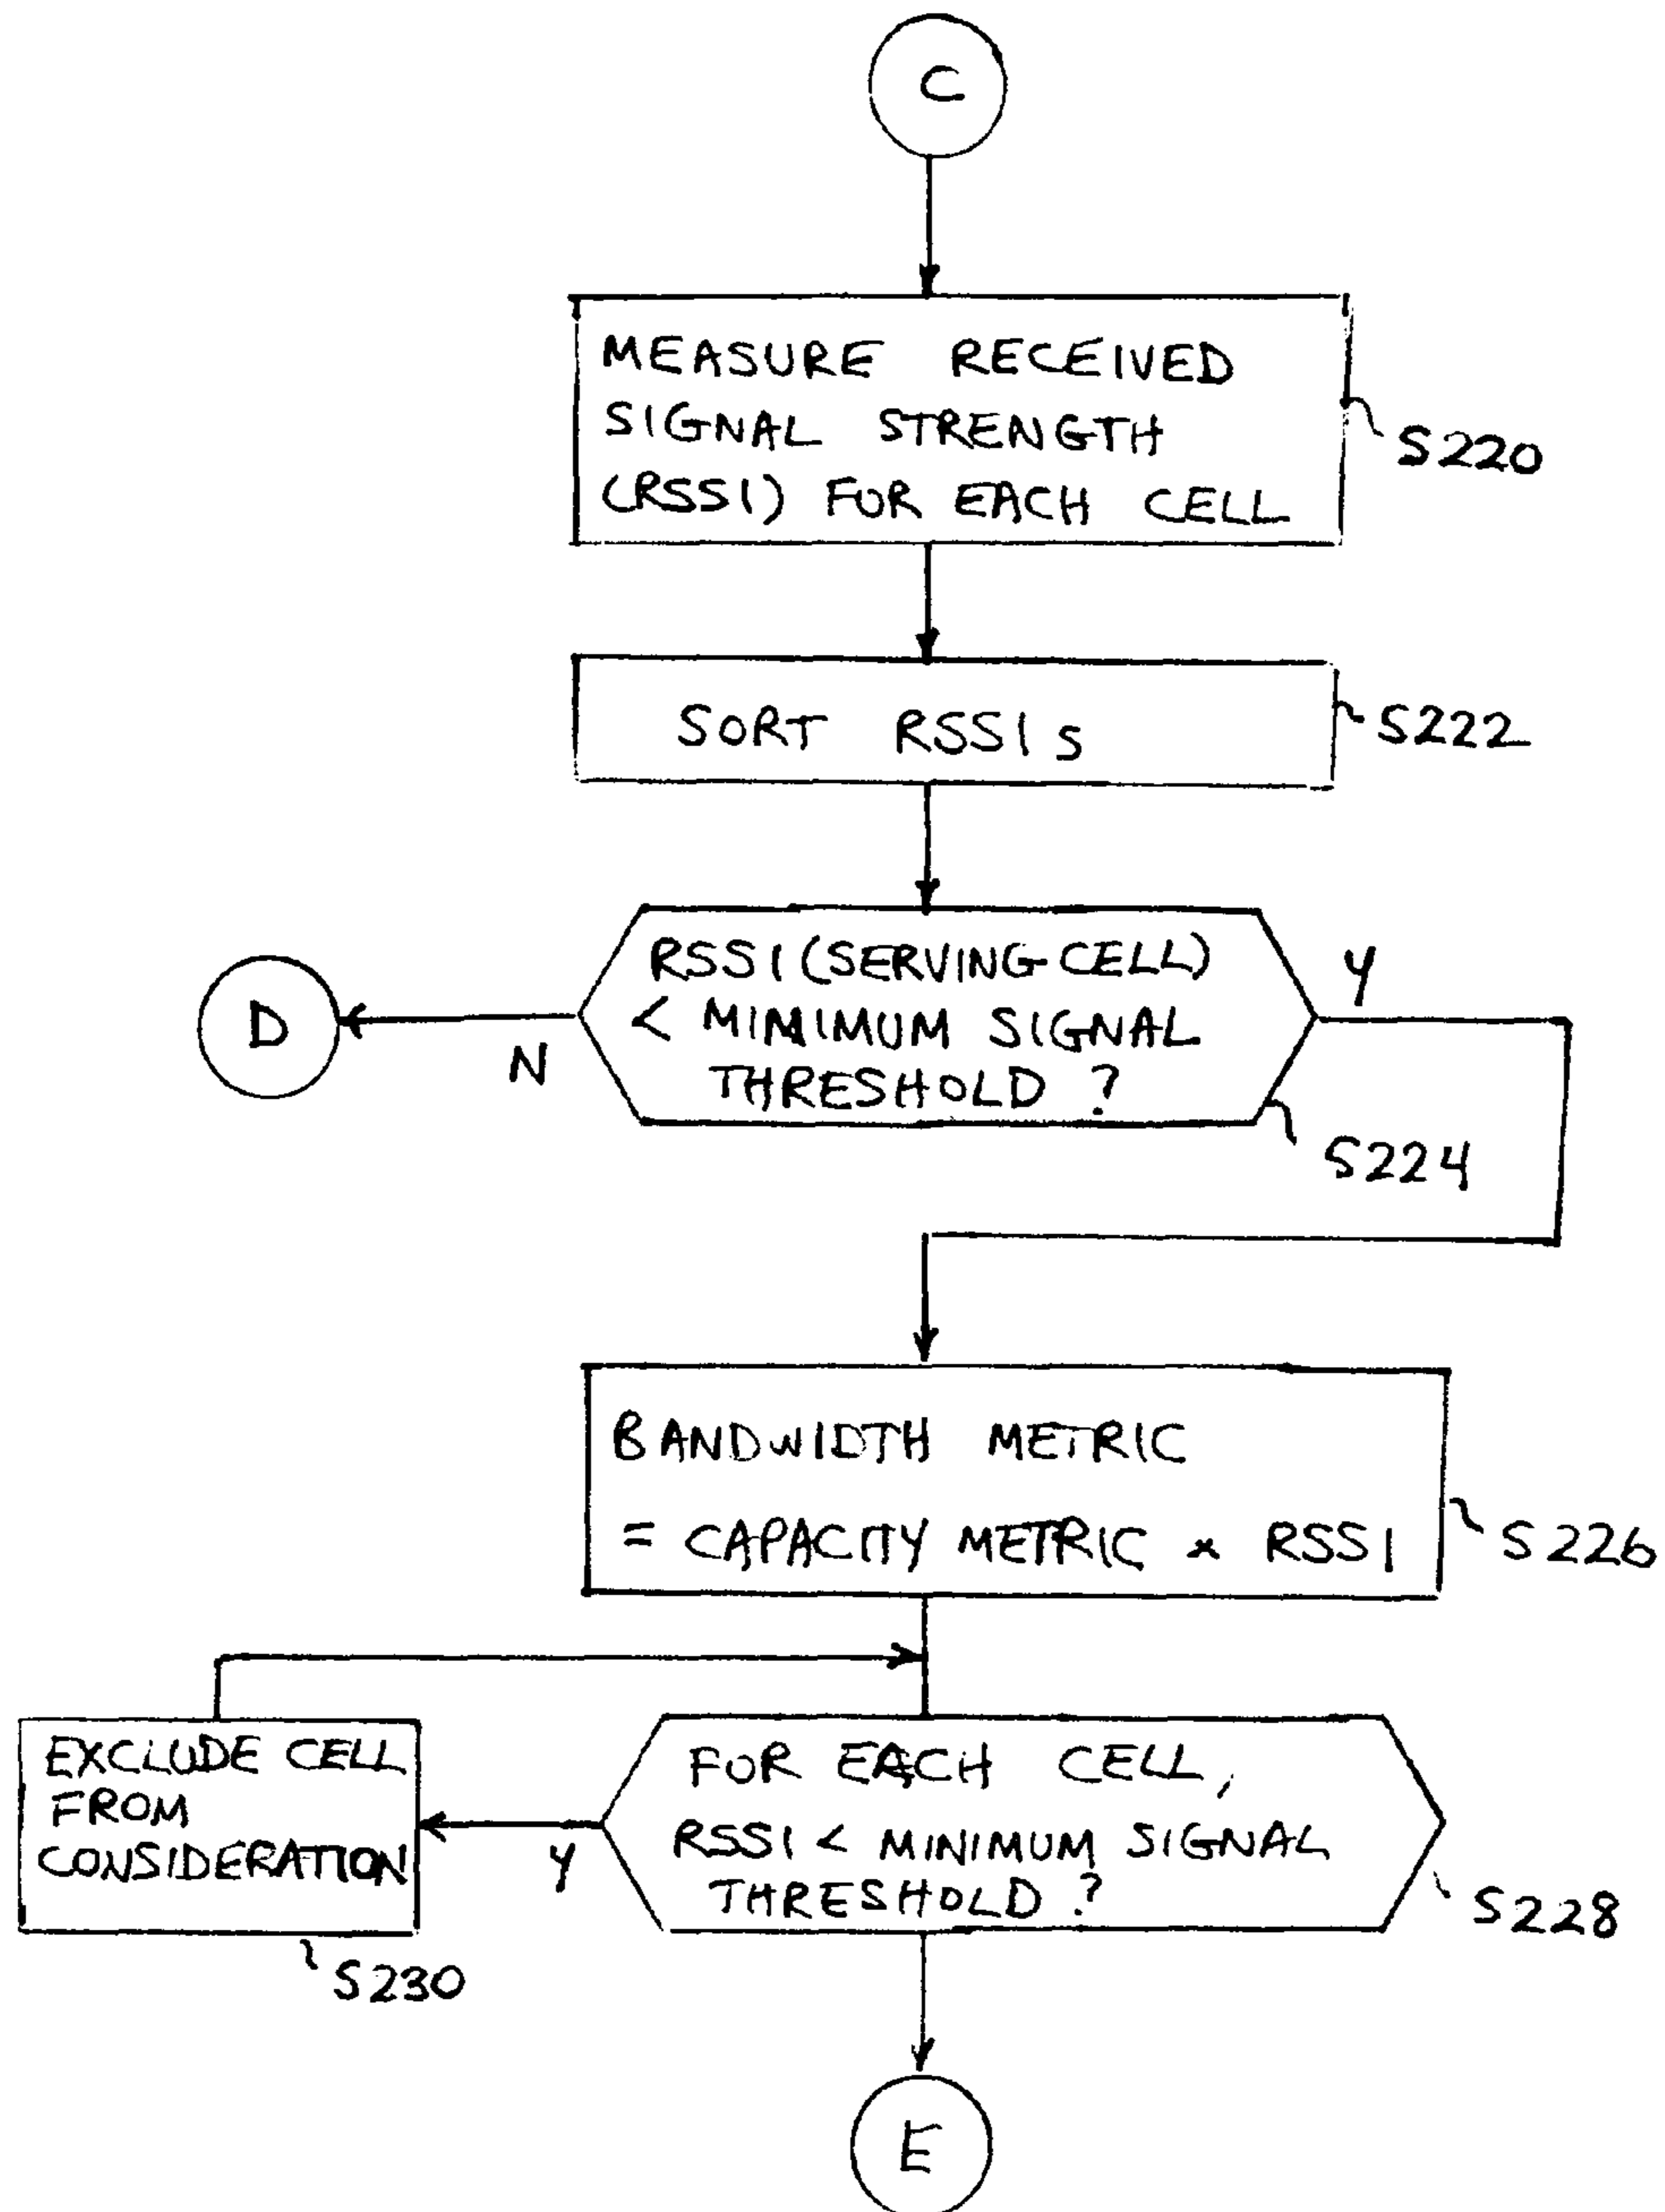 C
MEASURE RECEIVED
SIGNAL STRENGTH
(RSSI) FOR EACH CELL
S220
SORT RSSIs
S222
RSSI (SERVING-CELL)
< MIMIMUM SIGNAL
THRESHOLD ?
Y
N
D
S224
BANDWIDTH METRIC
= CAPACITY METRIC × RSSI
S226
EXCLUDE CELL
FROM
CONSIDERATION
S230
Y
FOR EACH CELL,
RSSI < MINIMUM SIGNAL
THRESHOLD ?
S228
E